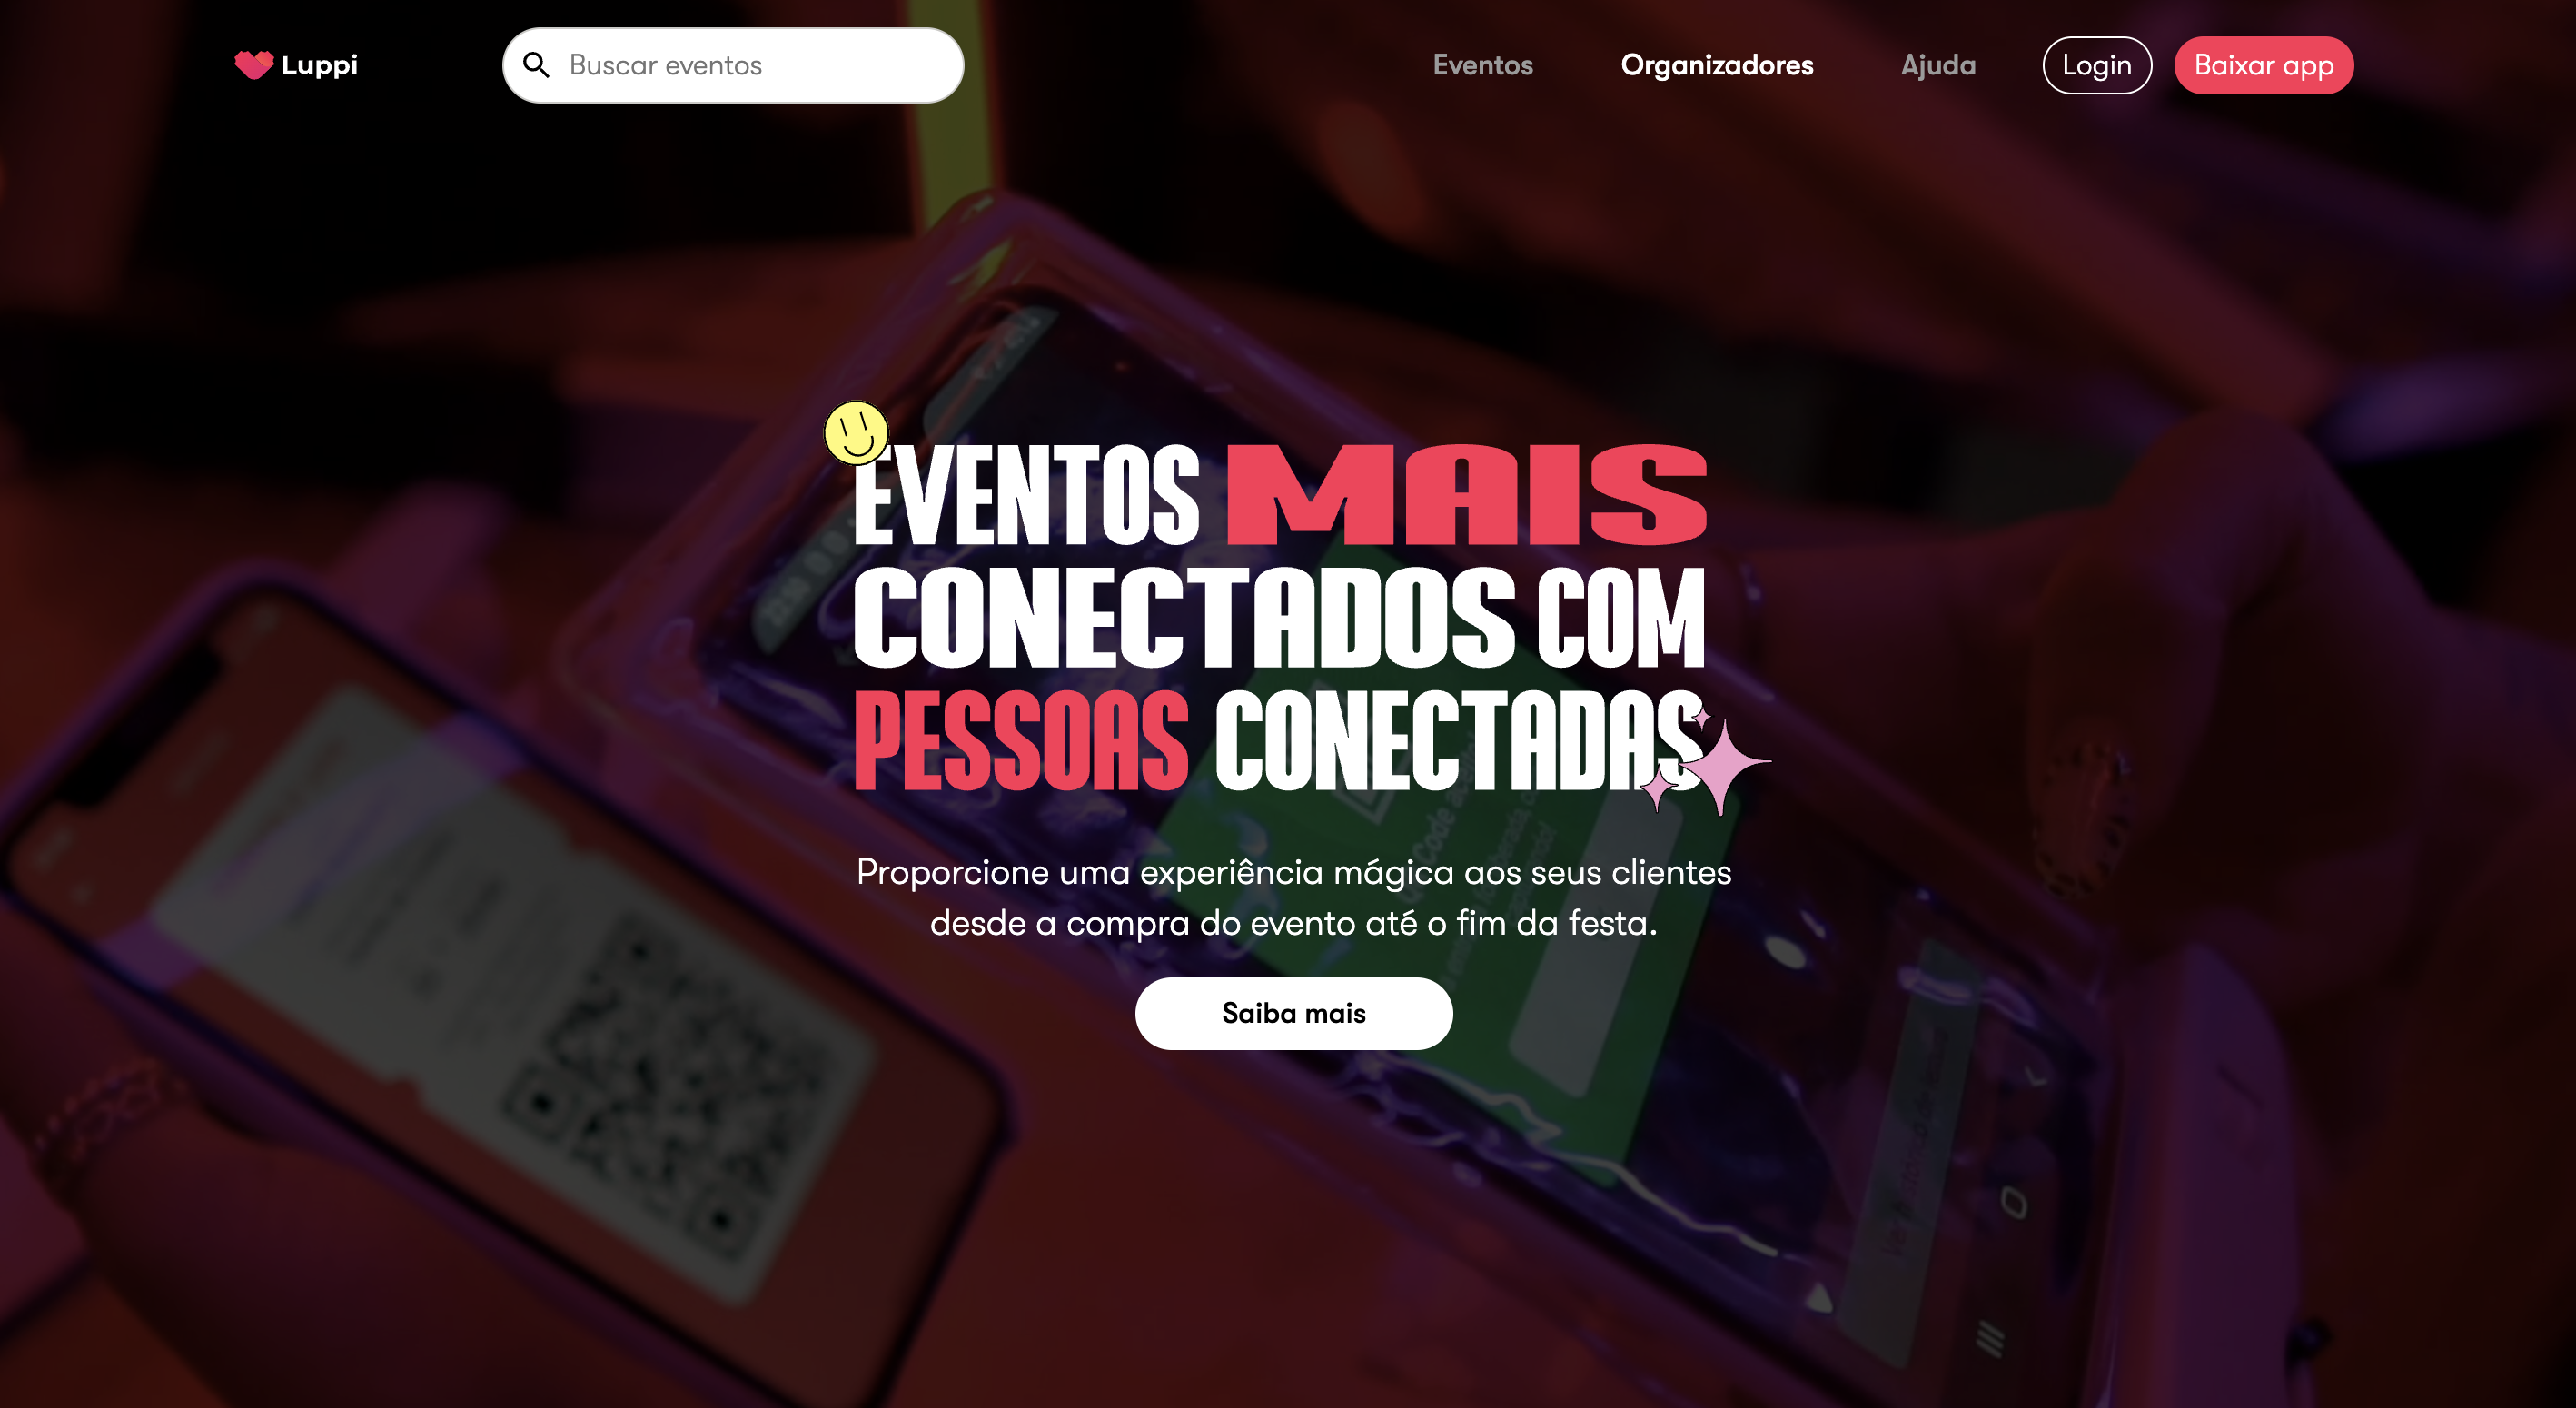 Luppi
Buscar eventos
Eventos
Organizadores
Ajuda
Login
Baixar app
EVENTOS MAIS
CONECTADOS COM
PESSOAS CONECTADAS
Proporcione uma experiência mágica aos seus clientes
desde a compra do evento até o fim da festa.
Saiba mais